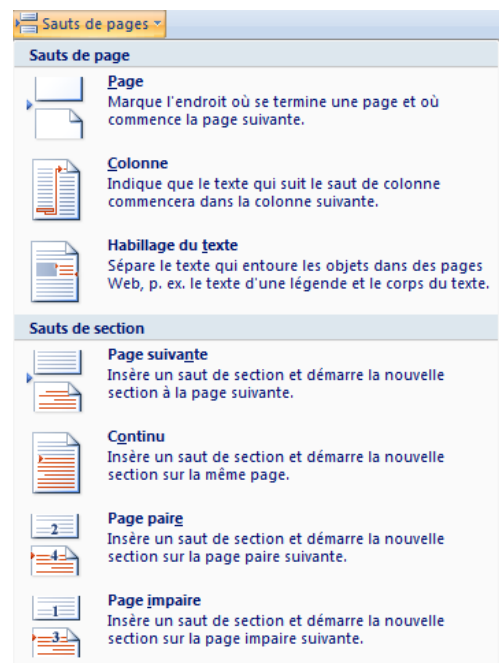 Sauts de pages
Sauts de page
Page
Marque l'endroit où se termine une page et où
commence la page suivante.
Colonne
Indique que le texte qui suit le saut de colonne
commencera dans la colonne suivante.
Habillage du texte
Sépare le texte qui entoure les objets dans des pages
Web, p. ex. le texte d'une légende et le corps du texte.
Sauts de section
Page suivante
Insère un saut de section et démarre la nouvelle
section à la page suivante.
Continu
Insère un saut de section et démarre la nouvelle
section sur la même page.
2
4
Page paire
Insère un saut de section et démarre la nouvelle
section sur la page paire suivante.
1
3
Page impaire
Insère un saut de section et démarre la nouvelle
section sur la page impaire suivante.